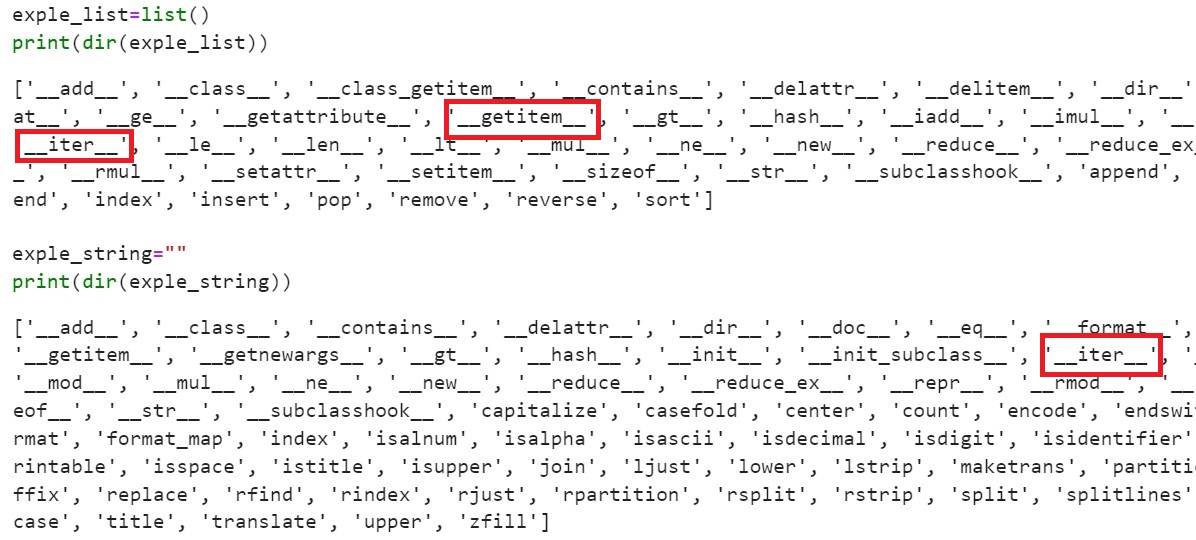 exple_list=list()
print(dir(exple_list))
['__add__', '__class__', '__class_getitem__', '__contains__', '__delattr__', '__delitem__', '__dir__'
at__', '__ge__', '__getattribute__', '__getitem__', '__gt__', '__hash__', '__iadd__', '__imul__', '__
__iter__', '__le__', '__len__', '__lt__', '__mul__', '__ne__', '__new__', '__reduce__', '__reduce_ex_
_', '__rmul__', '__setattr__', '__setitem__', '__sizeof__', '__str__', '__subclasshook__', 'append',
end', 'index', 'insert', 'pop', 'remove', 'reverse', 'sort']
exple_string=""
print(dir(exple_string))
['__add__', '__class__', '__contains__', '__delattr__', '__dir__', '__doc__', '__eq__', '__format__',
'__getitem__', '__getnewargs__', '__gt__', '__hash__', '__init__', '__init_subclass__', '__iter__', '_
'__mod__', '__mul__', '__ne__', '__new__', '__reduce__', '__reduce_ex__', '__repr__', '__rmod__', '__
eof__', '__str__', '__subclasshook__', 'capitalize', 'casefold', 'center', 'count', 'encode', 'endswit
rmat', 'format_map', 'index', 'isalnum', 'isalpha', 'isascii', 'isdecimal', 'isdigit', 'isidentifier'
rintable', 'isspace', 'istitle', 'isupper', 'join', 'ljust', 'lower', 'lstrip', 'maketrans', 'partitio
ffix', 'replace', 'rfind', 'rindex', 'rjust', 'rpartition', 'rsplit', 'rstrip', 'split', 'splitlines'
case', 'title', 'translate', 'upper', 'zfill']